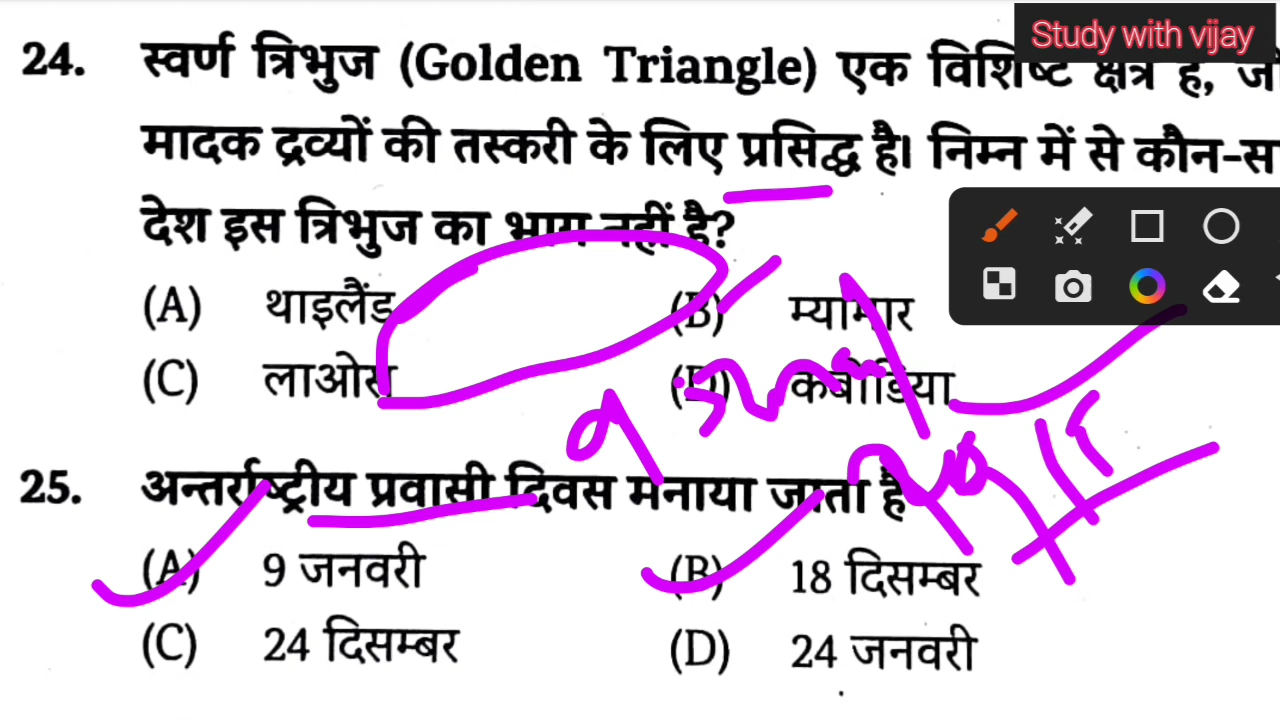 Study with vijay
24. स्वर्ण त्रिभुज (Golden Triangle) एक विशिष्ट क्षेत्र है, जो
मादक द्रव्यों की तस्करी के लिए प्रसिद्ध है। निम्न में से कौन-सा
देश इस त्रिभुज का भाग नहीं है?
(A) थाइलैंड (B) म्यांमार
(C) लाओस (D) कंबोडिया
25. अन्तर्राष्ट्रीय प्रवासी दिवस मनाया जाता है
(A) 9 जनवरी (B) 18 दिसम्बर
(C) 24 दिसम्बर (D) 24 जनवरी